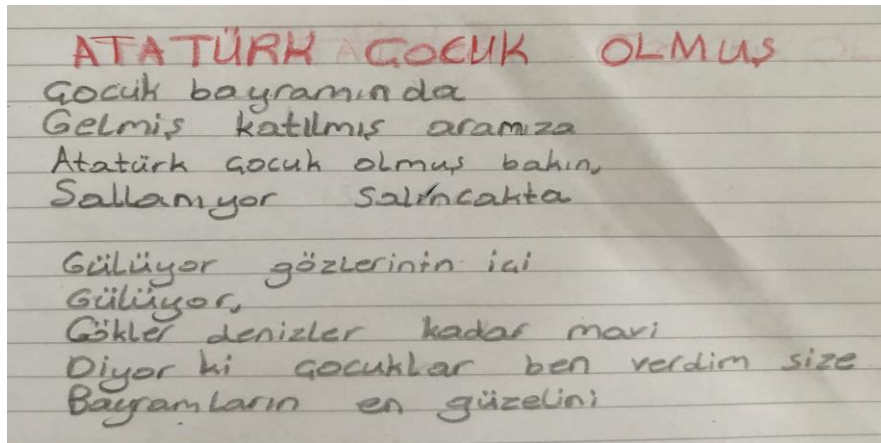 ATATÜRK ÇOCUK OLMUŞ
Çocuk bayramında
Gelmiş katılmış aramıza
Atatürk çocuk olmuş bakın,
Sallanıyor salıncakta
Gülüyor gözlerinin içi
Gülüyor,
Gökler denizler kadar mavi
Diyor ki çocuklar ben verdim size
Bayramların en güzelini